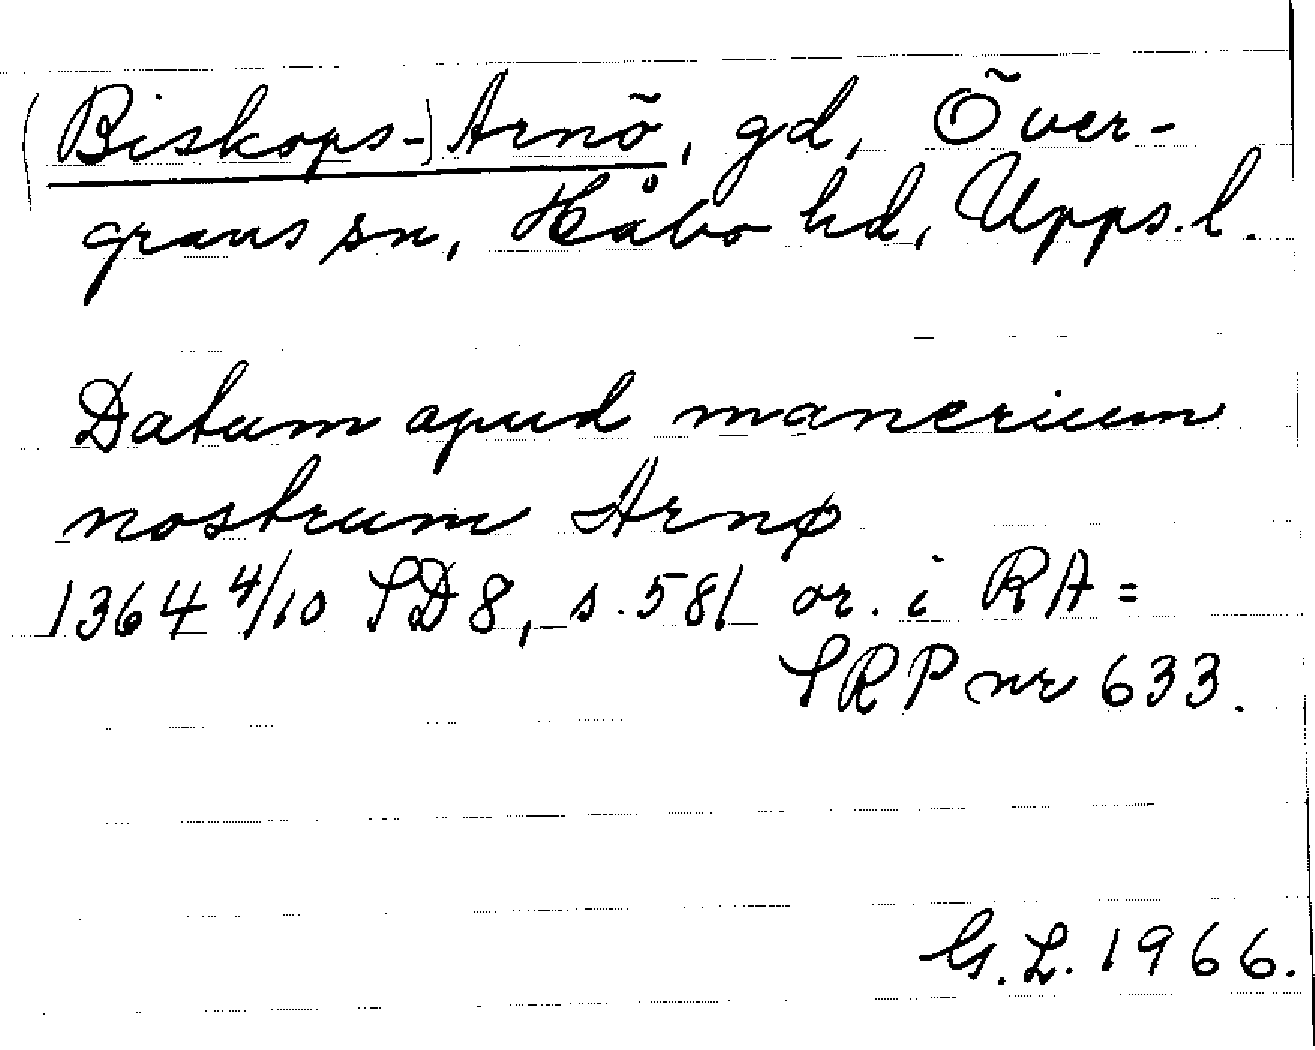 (Biskops-)Arnö, gd, Över-
grans sn, Håbo hd, Upps.l.
Datum apud manerium
nostrum Arnø
1364 4/10 SD 8, s. 581 or. i RA =
SRP nr 633.
G.L. 1966.